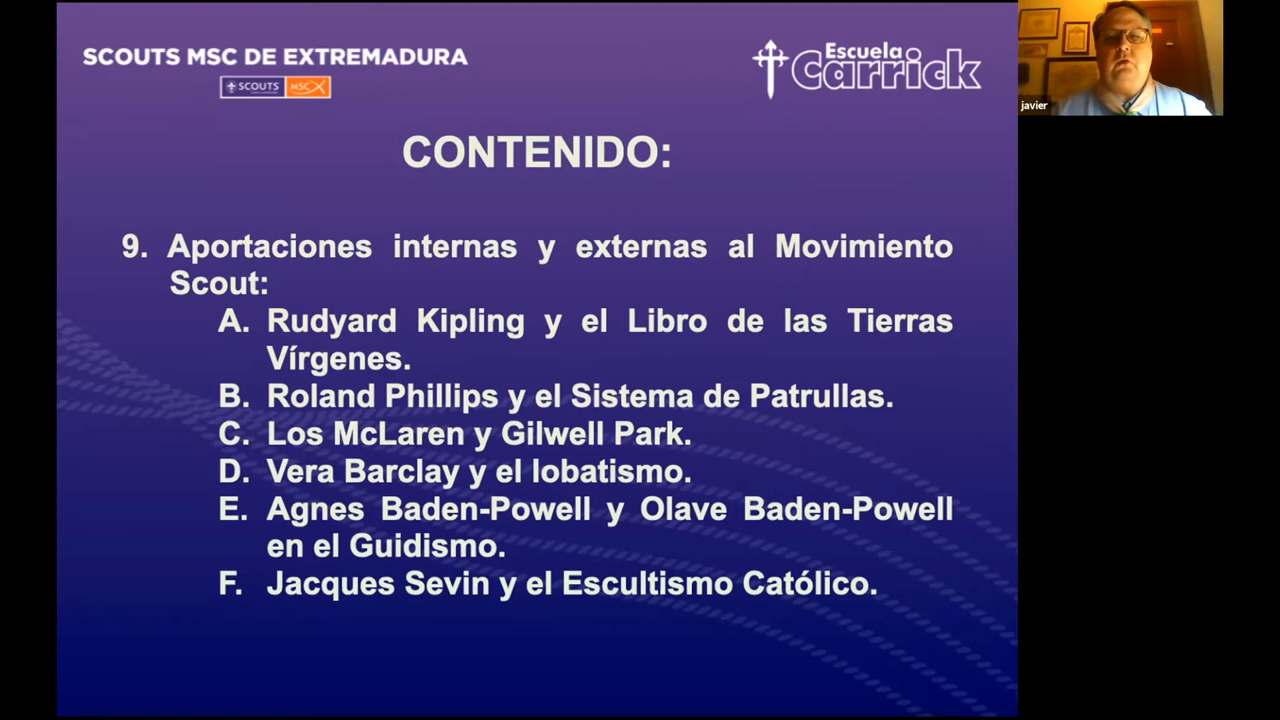 SCOUTS MSC DE EXTREMADURA
SCOUTS MSC
Escuela
Carrick
javier
CONTENIDO:
9. Aportaciones internas y externas al Movimiento
Scout:
A. Rudyard Kipling y el Libro de las Tierras
Vírgenes.
B. Roland Phillips y el Sistema de Patrullas.
C. Los McLaren y Gilwell Park.
D. Vera Barclay y el lobatismo.
E. Agnes Baden-Powell y Olave Baden-Powell
en el Guidismo.
F. Jacques Sevin y el Escultismo Católico.